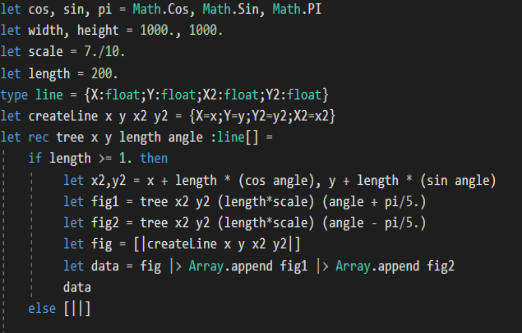 let cos, sin, pi = Math.Cos, Math.Sin, Math.PI
let width, height = 1000., 1000.
let scale = 7./10.
let length = 200.
type line = {X:float;Y:float;X2:float;Y2:float}
let createLine x y x2 y2 = {X=x;Y=y;Y2=y2;X2=x2}
let rec tree x y length angle :line[] =
    if length >= 1. then
        let x2,y2 = x + length * (cos angle), y + length * (sin angle)
        let fig1 = tree x2 y2 (length*scale) (angle + pi/5.)
        let fig2 = tree x2 y2 (length*scale) (angle - pi/5.)
        let fig = [|createLine x y x2 y2|]
        let data = fig |> Array.append fig1 |> Array.append fig2
        data
    else [||]